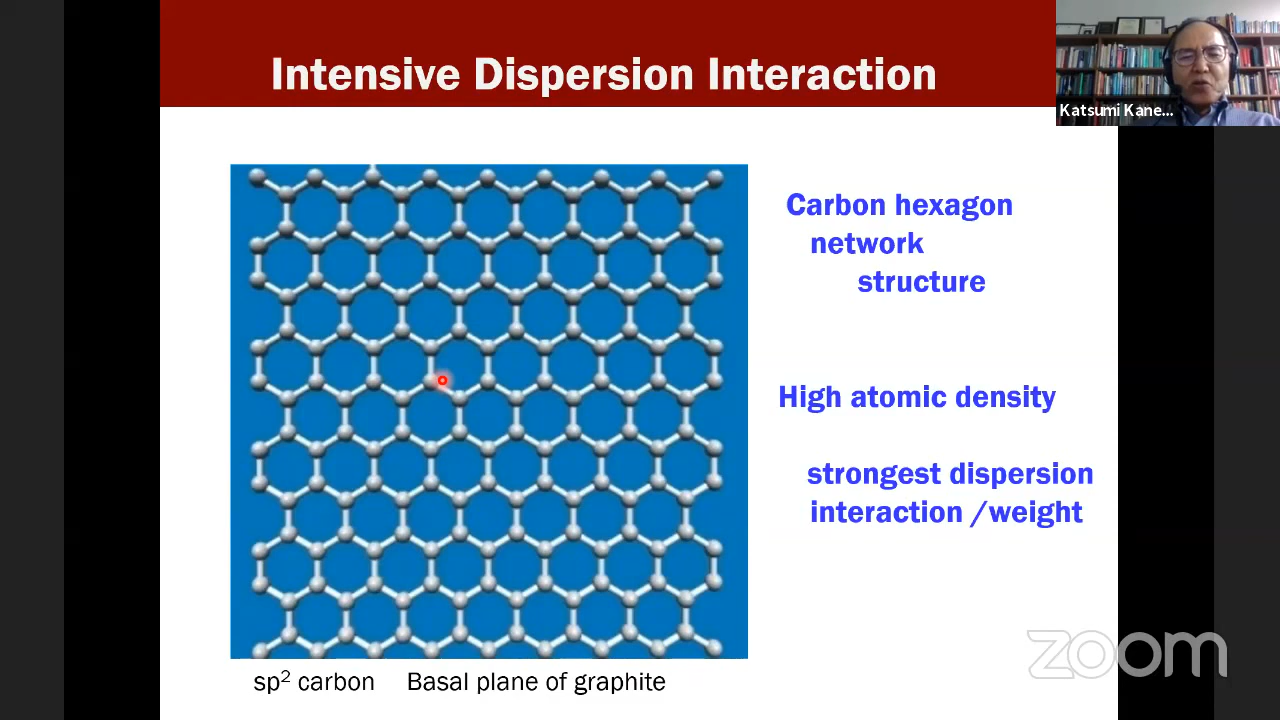 Intensive Dispersion Interaction
Katsumi Kane...
Carbon hexagon
network
structure
High atomic density
strongest dispersion
interaction /weight
sp² carbon Basal plane of graphite
zoom